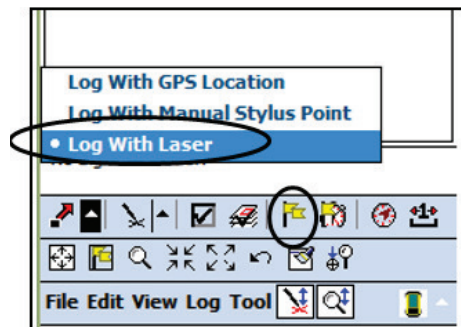 Log With GPS Location
Log With Manual Stylus Point
• Log With Laser
File Edit View Log Tool